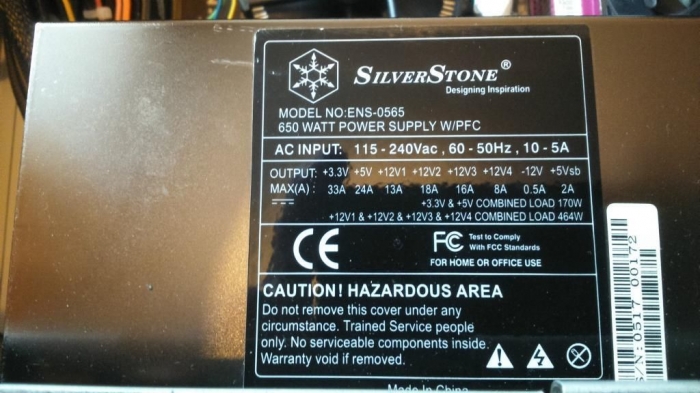 SILVERSTONE®
Designing Inspiration
MODEL NO:ENS-0565
650 WATT POWER SUPPLY W/PFC
AC INPUT: 115 - 240Vac , 60 - 50Hz , 10 - 5A
OUTPUT: +3.3V +5V +12V1 +12V2 +12V3 +12V4 -12V +5Vsb
MAX(A) : 33A 24A 13A 18A 16A 8A 0.5A 2A
+3.3V & +5V COMBINED LOAD 170W
+12V1 & +12V2 & +12V3 & +12V4 COMBINED LOAD 464W
CE
FC Test to Comply
With FCC Standards
FOR HOME OR OFFICE USE
CAUTION! HAZARDOUS AREA
Do not remove this cover under any
circumstance. Trained Service people
only. No serviceable components inside.
Warranty void if removed.
Made In China
S/N:0517 00172